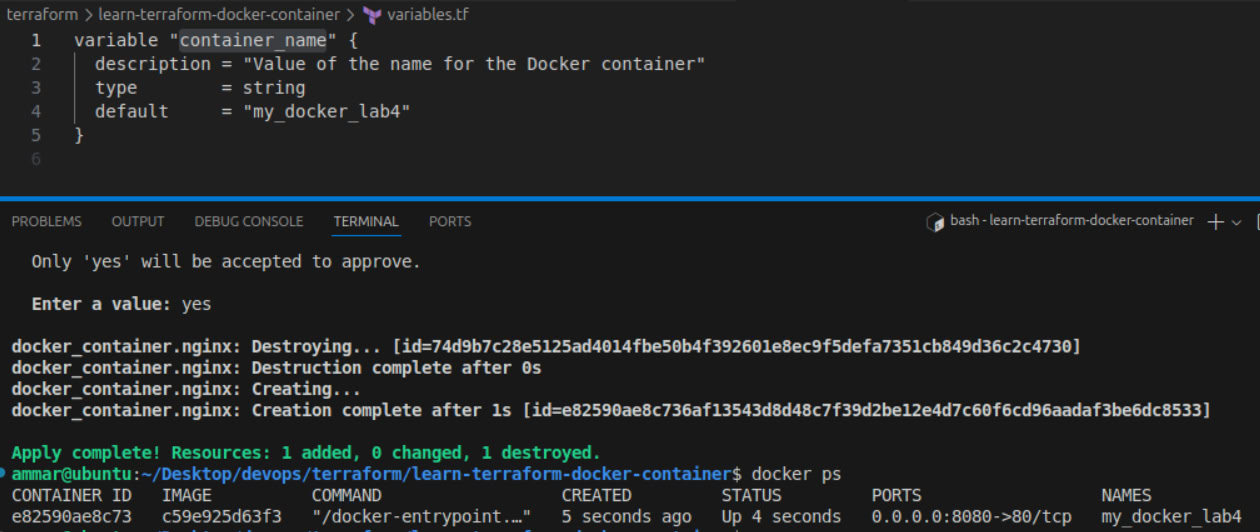 terraform > learn-terraform-docker-container > variables.tf
1 variable "container_name" {
2 description = "Value of the name for the Docker container"
3 type = string
4 default = "my_docker_lab4"
5 }
6
PROBLEMS OUTPUT DEBUG CONSOLE TERMINAL PORTS bash - learn-terraform-docker-container
Only 'yes' will be accepted to approve.
Enter a value: yes
docker_container.nginx: Destroying... [id=74d9b7c28e5125ad4014fbe50b4f392601e8ec9f5defa7351cb849d36c2c4730]
docker_container.nginx: Destruction complete after 0s
docker_container.nginx: Creating...
docker_container.nginx: Creation complete after 1s [id=e82590ae8c736af13543d8d48c7f39d2be12e4d7c60f6cd96aadaf3be6dc8533]
Apply complete! Resources: 1 added, 0 changed, 1 destroyed.
ammar@ubuntu:~/Desktop/devops/terraform/learn-terraform-docker-container$ docker ps
CONTAINER ID IMAGE COMMAND CREATED STATUS PORTS NAMES
e82590ae8c73 c59e925d63f3 "/docker-entrypoint.…" 5 seconds ago Up 4 seconds 0.0.0.0:8080->80/tcp my_docker_lab4